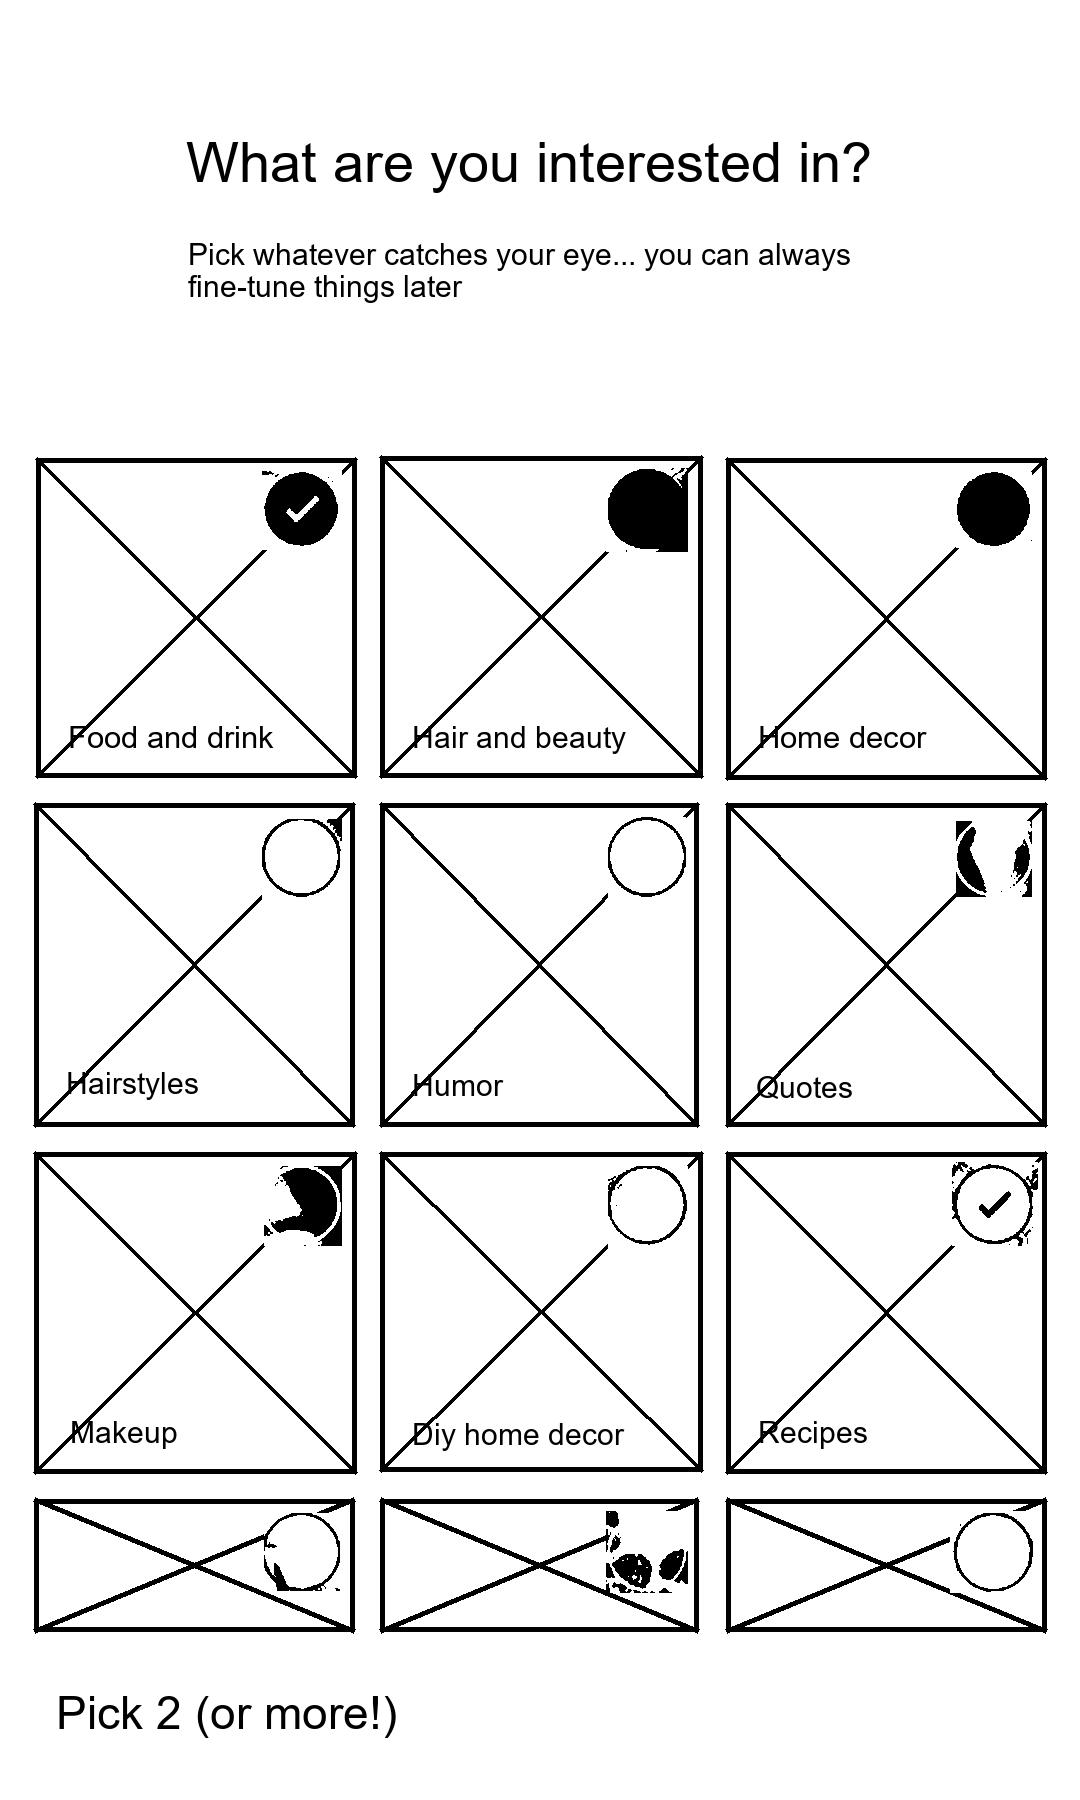 What are you interested in?
Pick whatever catches your eye... you can always
fine-tune things later
Food and drink
Hair and beauty
Home decor
Hairstyles
Humor
Quotes
Makeup
Diy home decor
Recipes
Pick 2 (or more!)